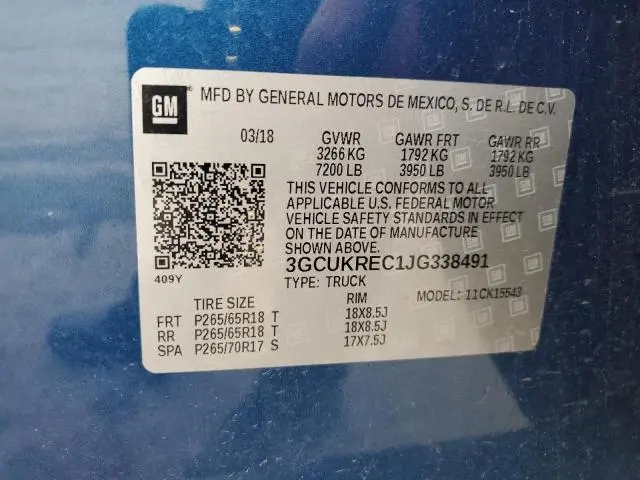 GM ® MFD BY GENERAL MOTORS DE MEXICO, S. DE R.L. DE C.V.
03/18 GVWR GAWR FRT GAWR RR
3266 KG 1792 KG 1792 KG
7200 LB 3950 LB 3950 LB
THIS VEHICLE CONFORMS TO ALL
APPLICABLE U.S. FEDERAL MOTOR
VEHICLE SAFETY STANDARDS IN EFFECT
ON THE DATE OF MANUFACTURE
SHOWN ABOVE.
3GCUKREC1JG338491
409Y TYPE: TRUCK MODEL: 11CK15543
TIRE SIZE RIM
FRT P265/65R18 T 18X8.5J
RR P265/65R18 T 18X8.5J
SPA P265/70R17 S 17X7.5J